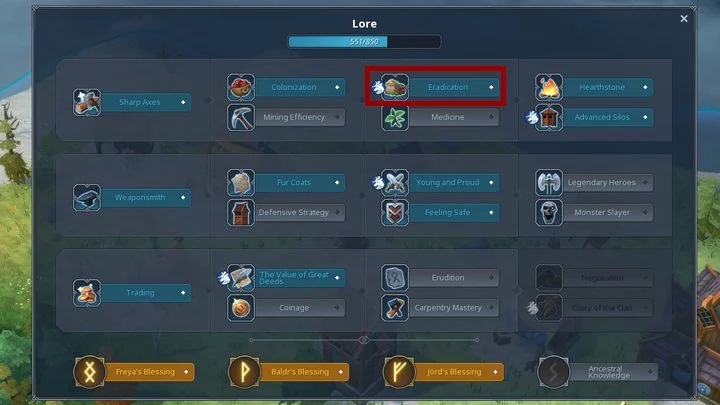 Lore
551/850
Sharp Axes
Colonization
Mining Efficiency
Eradication
Medicine
Hearthstone
Advanced Silos
Weaponsmith
Fur Coats
Defensive Strategy
Young and Proud
Feeling Safe
Legendary Heroes
Monster Slayer
Trading
The Value of Great
Deeds
Coinage
Erudition
Carpentry Mastery
Negotiation
Glory of the Clan
Freya's Blessing
Baldr's Blessing
Jörd's Blessing
Ancestral
Knowledge